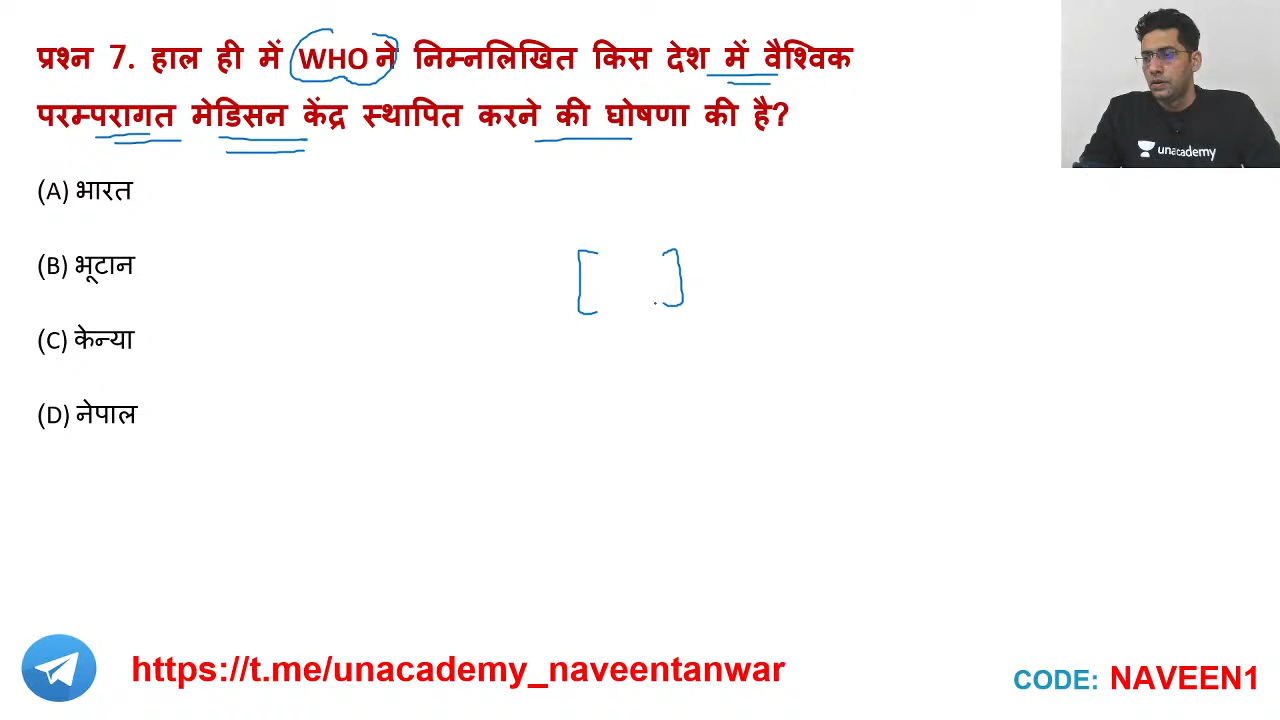 प्रश्न 7. हाल ही में WHO ने निम्नलिखित किस देश में वैश्विक
परम्परागत मेडिसन केंद्र स्थापित करने की घोषणा की है?
unacademy
(A) भारत
(B) भूटान
(C) केन्या
(D) नेपाल
https://t.me/unacademy_naveentanwar
CODE: NAVEEN1